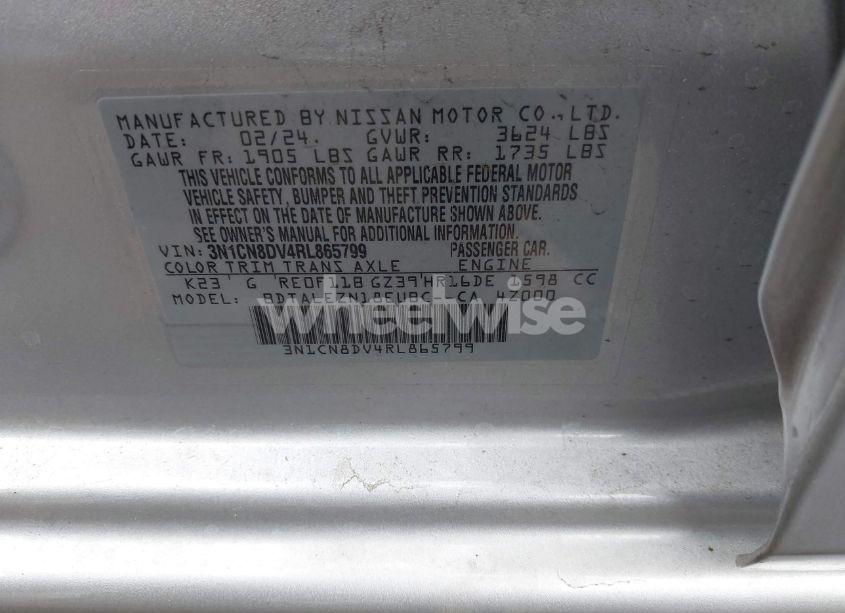 MANUFACTURED BY NISSAN MOTOR CO., LTD.
DATE: 02/24. GVWR: 3624 LBS
GAWR FR: 1905 LBS GAWR RR: 1735 LBS
THIS VEHICLE CONFORMS TO ALL APPLICABLE FEDERAL MOTOR
VEHICLE SAFETY, BUMPER AND THEFT PREVENTION STANDARDS
IN EFFECT ON THE DATE OF MANUFACTURE SHOWN ABOVE.
SEE OWNER'S MANUAL FOR ADDITIONAL INFORMATION.
VIN: 3N1CN8DV4RL865799 PASSENGER CAR.
COLOR TRIM TRANS AXLE ENGINE
K23 G RE0F11B GZ39 HR16DE 1598 CC
MODEL: CA 4Z000
wheelwise
3N1CN8DV4RL865799